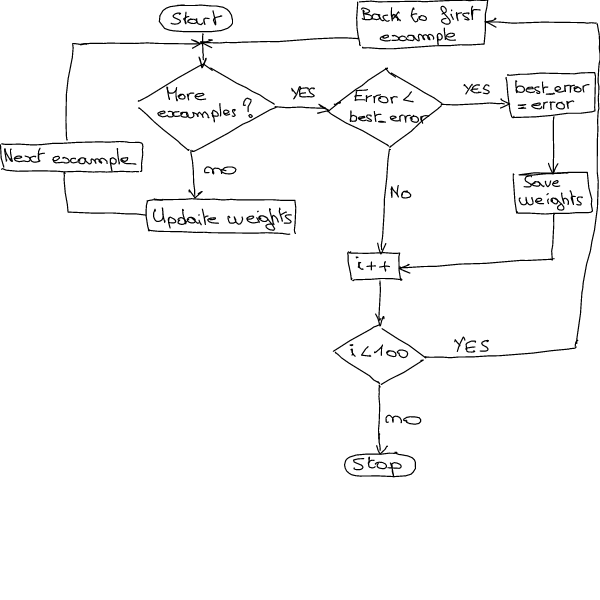 Start
Back to first
example
More
examples?
YES
Error <
best_error
YES
best_error
= error
Next example
no
Update weights
No
Save
weights
i++
i<100
YES
no
Stop